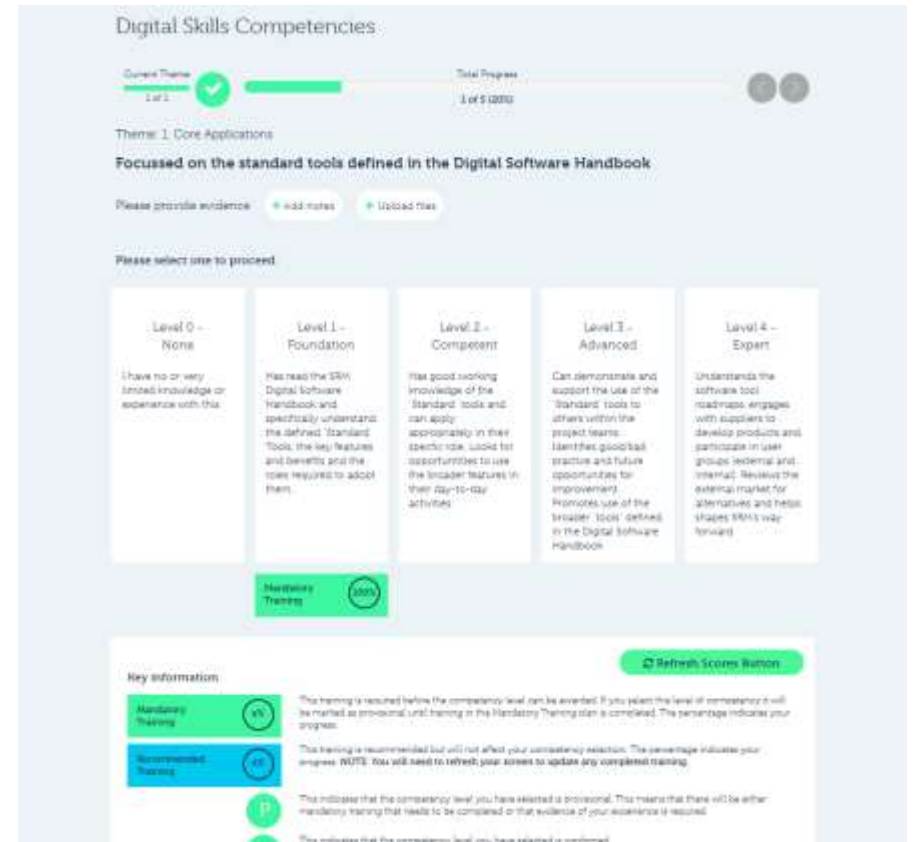 Digital Skills Competencies
Current Theme
1 of 1
Total Progress
1 of 5 (20%)
Theme: 1. Core Applications
Focussed on the standard tools defined in the Digital Software Handbook
Please provide evidence
+ Add notes
+ Upload files
Please select one to proceed
Level 0 -
None
I have no or very
limited knowledge or
experience with this
Level 1 -
Foundation
Has read the SRM
Digital Software
Handbook and
specifically understand
the defined 'Standard'
Tools, the key features
and benefits and the
roles required to adopt
them.
Level 2 -
Competent
Has good working
knowledge of the
'Standard' tools and
can apply
appropriately in their
specific role. Looks for
opportunities to use
the broader features in
their day-to-day
activities
Level 3 -
Advanced
Can demonstrate and
support the use of the
'Standard' tools to
others within the
project teams.
Identifies good/bad
practice and future
opportunities for
improvement.
Promotes use of the
broader 'tools' defined
in the Digital Software
Handbook
Level 4 -
Expert
Understands the
software tool
roadmaps, engages
with suppliers to
develop products and
participate in user
groups (external and
internal). Reviews the
external market for
alternatives and helps
shapes SRM's way
forward
Mandatory
Training
100%
Refresh Scores Button
Key information
Mandatory
Training
x%
This training is required before the competency level can be awarded. If you select this level of competency it will
be marked as provisional until training in the Mandatory Training plan is completed. The percentage indicates your
progress.
Recommended
Training
x%
This training is recommended but will not affect your competency selection. The percentage indicates your
progress. NOTE: You will need to refresh your screen to update any completed training.
P
This indicates that the competency level you have selected is provisional. This means that there will be either
mandatory training that needs to be completed or that evidence of your experience is required.
This indicates that the competency level you have selected is confirmed.